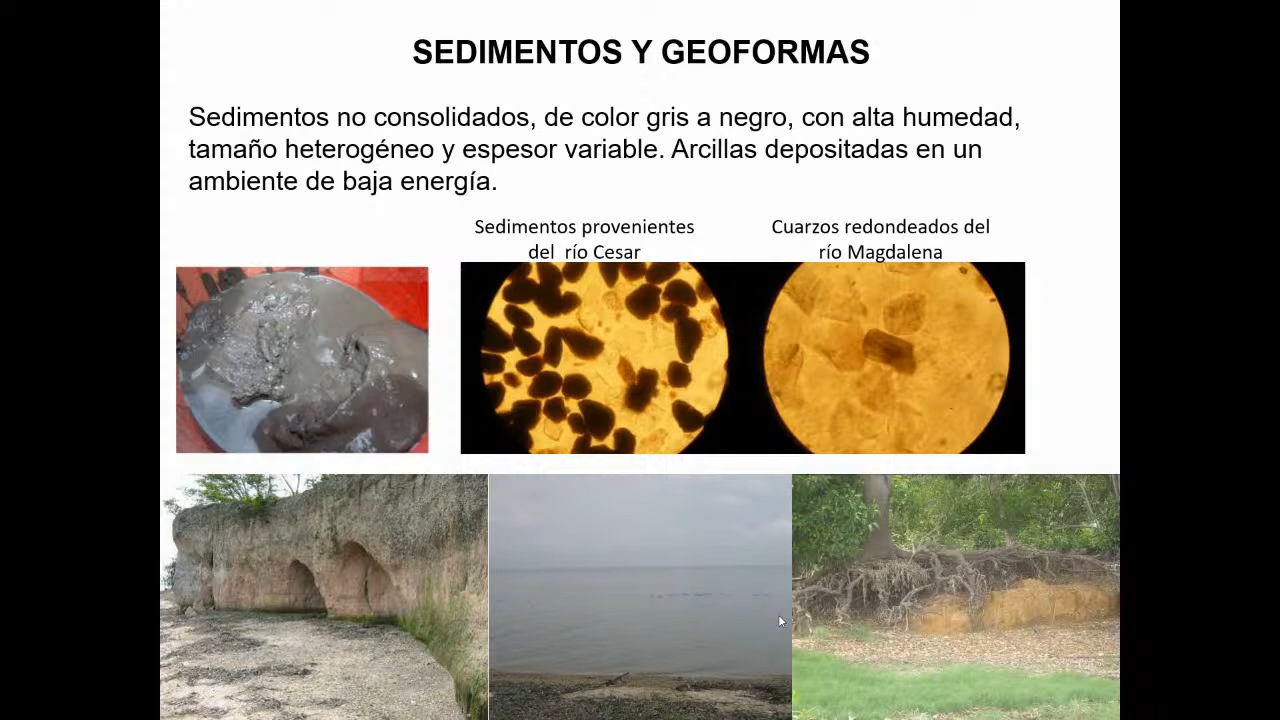 SEDIMENTOS Y GEOFORMAS
Sedimentos no consolidados, de color gris a negro, con alta humedad,
tamaño heterogéneo y espesor variable. Arcillas depositadas en un
ambiente de baja energía.
Sedimentos provenientes
del río Cesar
Cuarzos redondeados del
río Magdalena